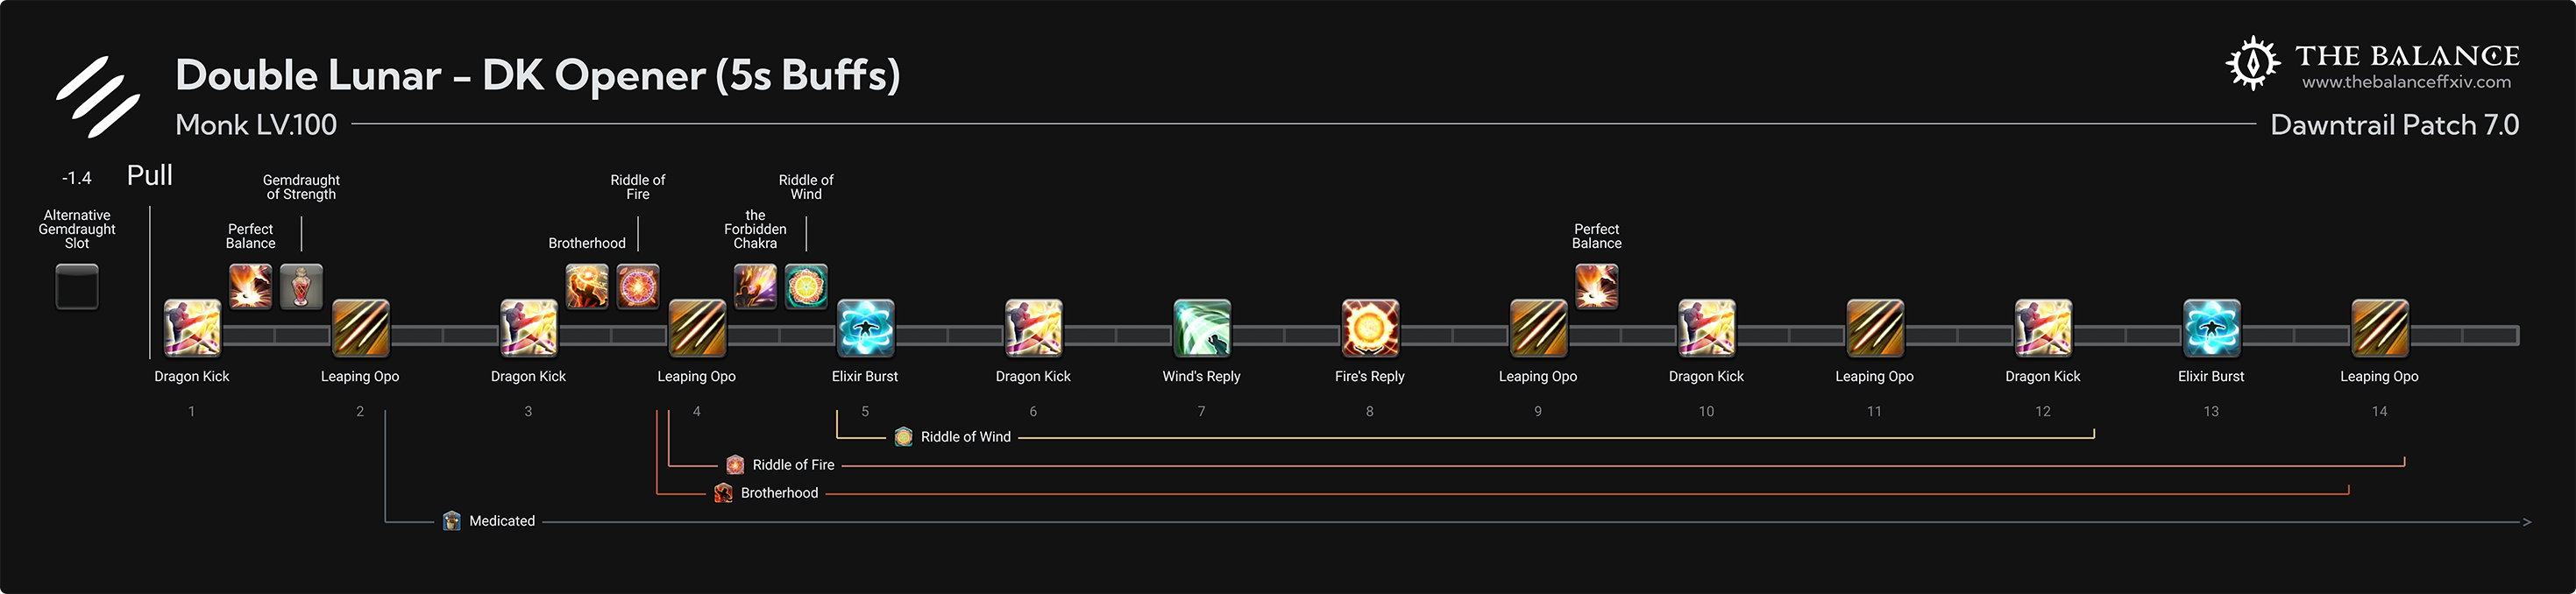 Double Lunar - DK Opener (5s Buffs)
THE BALANCE
www.thebalanceffxiv.com
Monk LV.100
Dawntrail Patch 7.0
-1.4
Pull
Alternative
Gemdraught
Slot
Perfect
Balance
Gemdraught
of Strength
Brotherhood
Riddle of
Fire
the
Forbidden
Chakra
Riddle of
Wind
Perfect
Balance
Dragon Kick
Leaping Opo
Dragon Kick
Leaping Opo
Elixir Burst
Dragon Kick
Wind's Reply
Fire's Reply
Leaping Opo
Dragon Kick
Leaping Opo
Dragon Kick
Elixir Burst
Leaping Opo
1
2
3
4
5
6
7
8
9
10
11
12
13
14
Riddle of Wind
Riddle of Fire
Brotherhood
Medicated